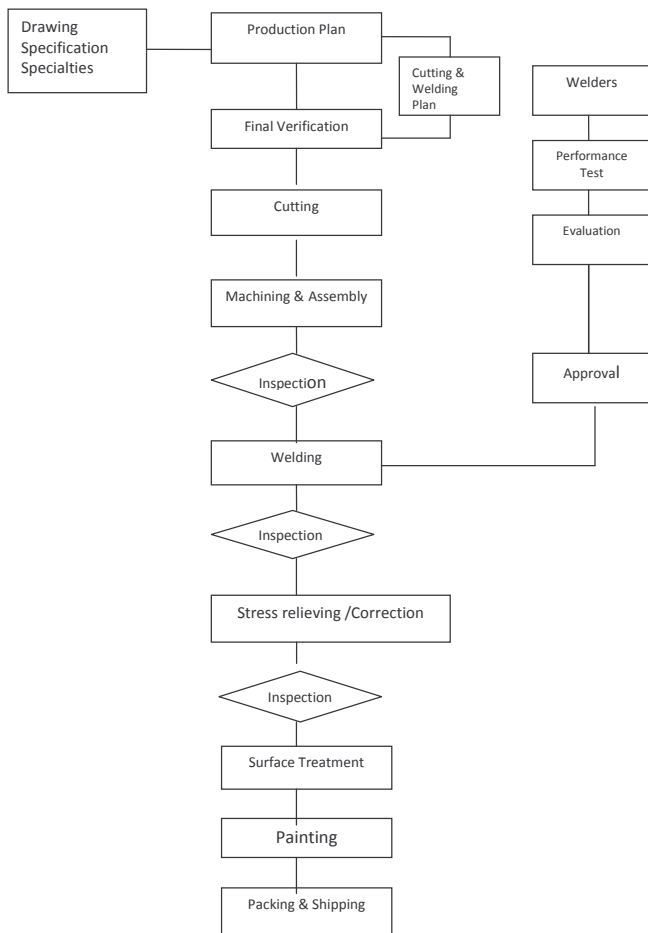 Drawing
Specification
Specialties
Production Plan
Cutting &
Welding
Plan
Final Verification
Cutting
Machining & Assembly
Inspection
Welding
Inspection
Stress relieving /Correction
Inspection
Surface Treatment
Painting
Packing & Shipping
Welders
Performance
Test
Evaluation
Approval